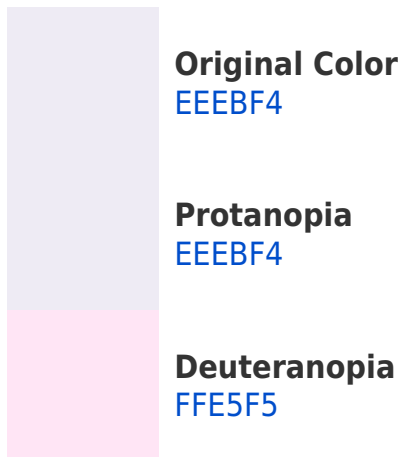 Original Color
EEEBF4
Protanopia
EEEBF4
Deuteranopia
FFE5F5